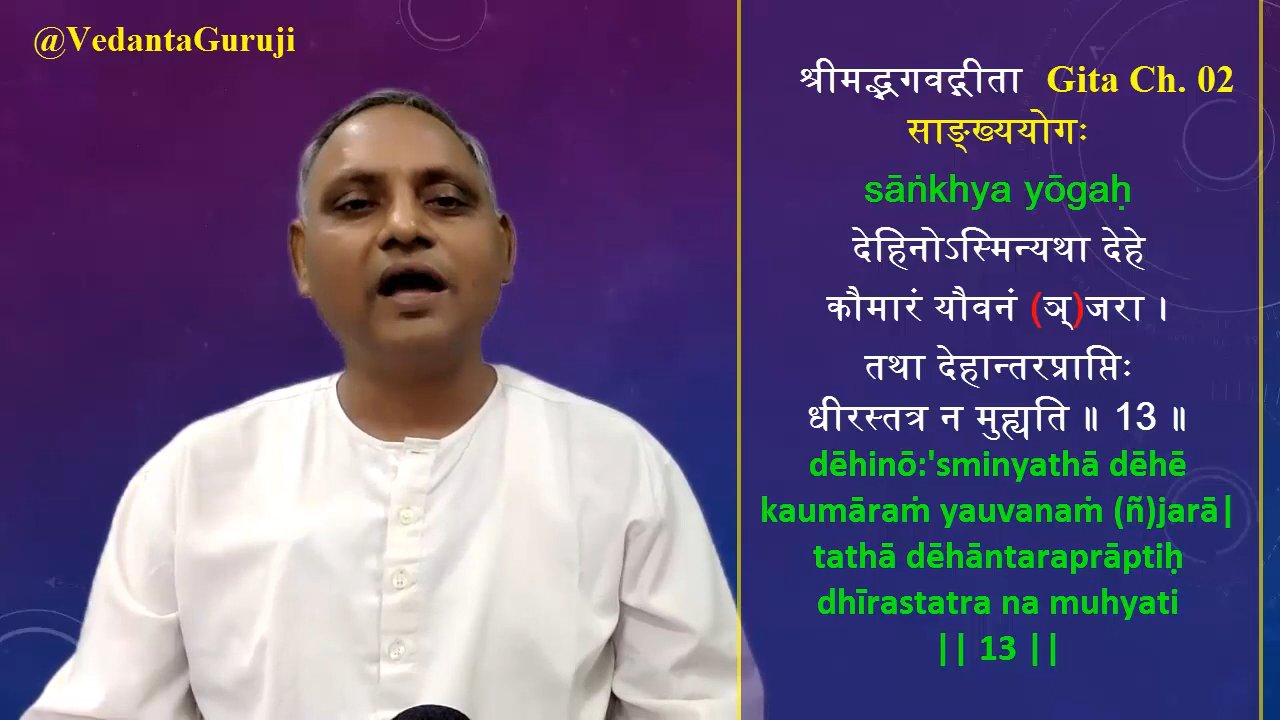 @VedantaGuruji
श्रीमद्भगवद्गीता Gita Ch. 02
साङ्ख्ययोगः
sāṅkhya yōgaḥ
देहिनोऽस्मिन्यथा देहे
कौमारं यौवनं (ञ्)जरा ।
तथा देहान्तरप्राप्तिः
धीरस्तत्र न मुह्यति ॥ 13 ॥
dēhinō:'sminyathā dēhē
kaumāraṁ yauvanaṁ (ñ)jarā|
tathā dēhāntaraprāptiḥ
dhīrastatra na muhyati
|| 13 ||